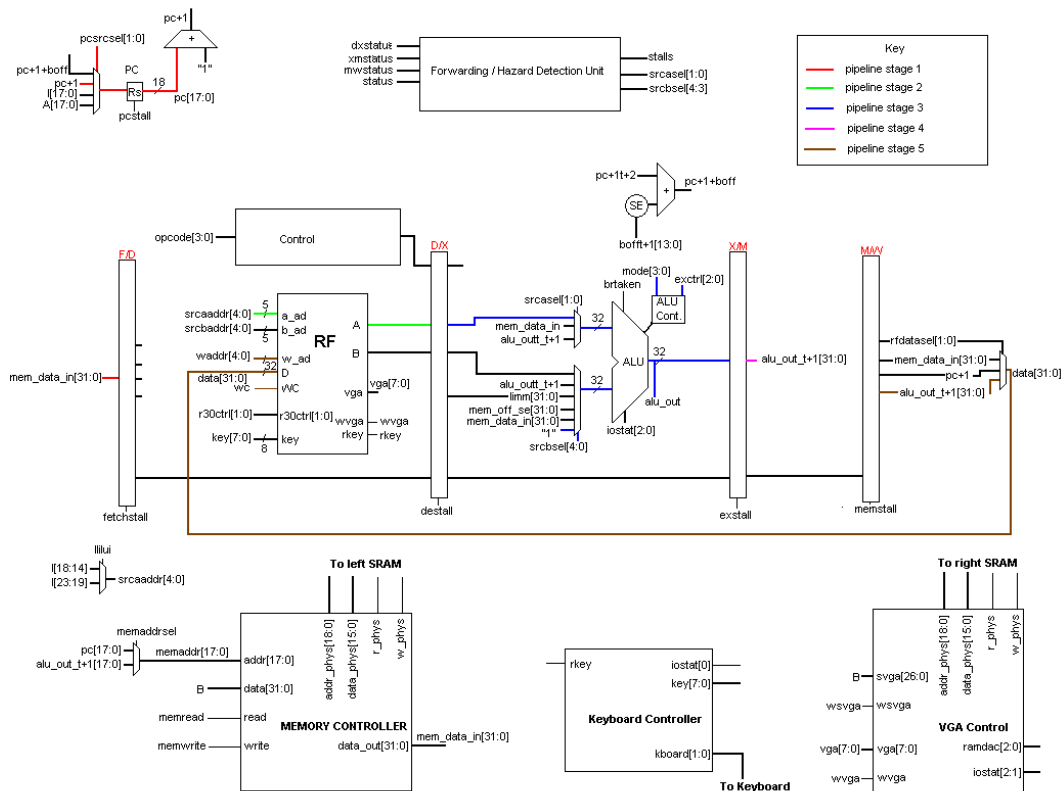 pc+1
pcsrcsel[1:0]
pc+1+boff
pc+1
I[17:0]
A[17:0]
PC
Rs
18
pc[17:0]
"1"
+
pcstall
dxstatus
xmstatus
mwstatus
status
Forwarding / Hazard Detection Unit
stalls
srcasel[1:0]
srcbsel[4:3]
Key
pipeline stage 1
pipeline stage 2
pipeline stage 3
pipeline stage 4
pipeline stage 5
pc+1t+2
SE
+
pc+1+boff
bofft+1[13:0]
opcode[3:0]
Control
F/D
D/X
X/M
M/W
mem_data_in[31:0]
srcaaddr[4:0]
srcbaddr[4:0]
waddr[4:0]
data[31:0]
wc
r30ctrl[1:0]
key[7:0]
5
5
32
8
a_ad
b_ad
w_ad
D
WC
r30ctrl[1:0]
key
RF
A
B
vga
wvga
rkey
vga[7:0]
wvga
rkey
srcasel[1:0]
mem_data_in
alu_outt_t+1
32
brtaken
mode[3:0]
exctrl[2:0]
ALU
Cont.
ALU
32
alu_out
iostat[2:0]
alu_outt_t+1
limm[31:0]
mem_off_se[31:0]
mem_data_in[31:0]
"1"
srcbsel[4:0]
32
alu_out_t+1[31:0]
rfdatasel[1:0]
mem_data_in[31:0]
pc+1
alu_out_t+1[31:0]
data[31:0]
fetchstall
destall
exstall
memstall
llilui
I[18:14]
I[23:19]
srcaaddr[4:0]
memaddrsel
pc[17:0]
alu_out_t+1[17:0]
memaddr[17:0]
B
memread
memwrite
To left SRAM
addr_phys[18:0]
data_phys[15:0]
r_phys
w_phys
addr[17:0]
data[31:0]
read
write
MEMORY CONTROLLER
data_out[31:0]
mem_data_in[31:0]
rkey
iostat[0]
key[7:0]
Keyboard Controller
kboard[1:0]
To Keyboard
To right SRAM
addr_phys[18:0]
data_phys[15:0]
r_phys
w_phys
B
wsvga
vga[7:0]
wvga
svga[26:0]
wsvga
vga[7:0]
wvga
VGA Control
ramdac[2:0]
iostat[2:1]